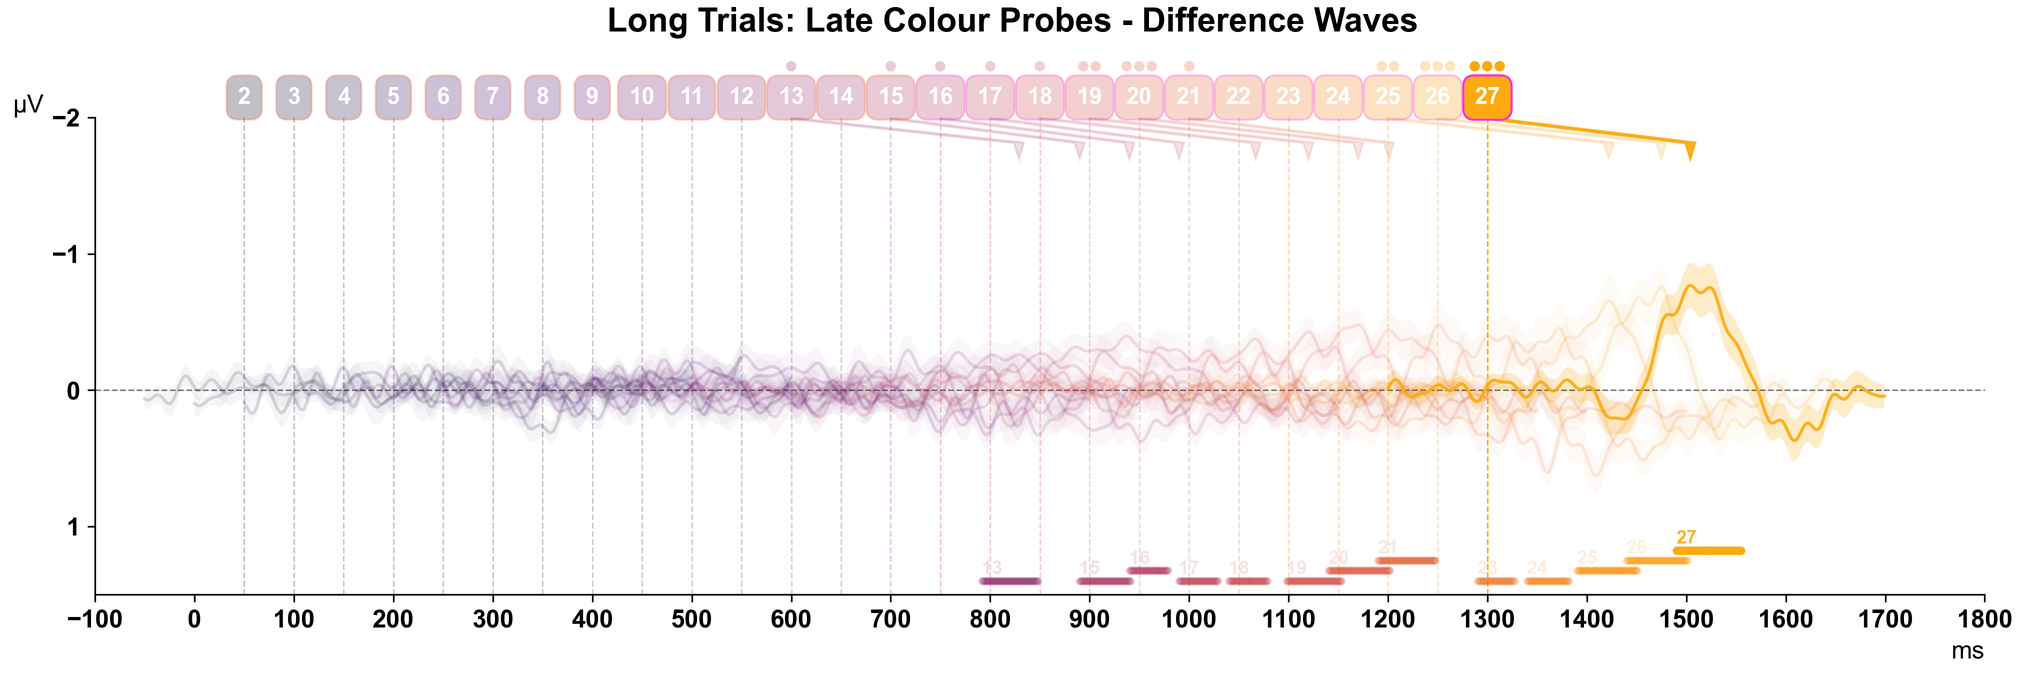 Long Trials: Late Colour Probes - Difference Waves
µV
2 3 4 5 6 7 8 9 10 11 12 13 14 15 16 17 18 19 20 21 22 23 24 25 26 27
−2
−1
0
1
27
16 20 21 26
13 15 17 18 19 23 24 25
−100 0 100 200 300 400 500 600 700 800 900 1000 1100 1200 1300 1400 1500 1600 1700 1800
ms